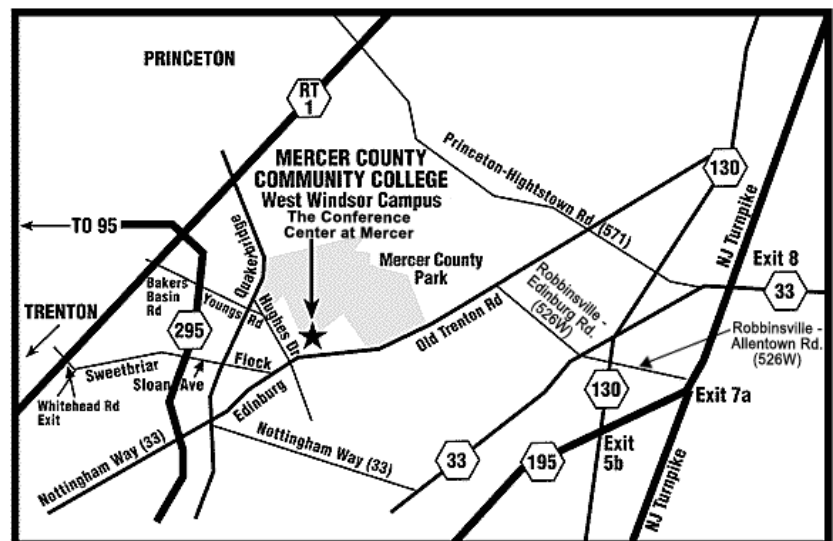 PRINCETON
RT
1
MERCER COUNTY
COMMUNITY COLLEGE
West Windsor Campus
The Conference
Center at Mercer
Princeton-Hightstown Rd (571)
130
NJ Turnpike
TO 95
Quakerbridge
Mercer County
Park
Exit 8
33
Bakers
Basin
Rd
Youngs Rd
Hughes Dr
Old Trenton Rd
Robbinsville -
Edinburg Rd.
(526W)
TRENTON
295
Robbinsville -
Allentown Rd.
(526W)
Sweetbriar
Flock
Sloan Ave
Whitehead Rd
Exit
Edinburg
130
Exit 7a
Nottingham Way (33)
Nottingham Way (33)
33
195
Exit
5b
NJ Turnpike